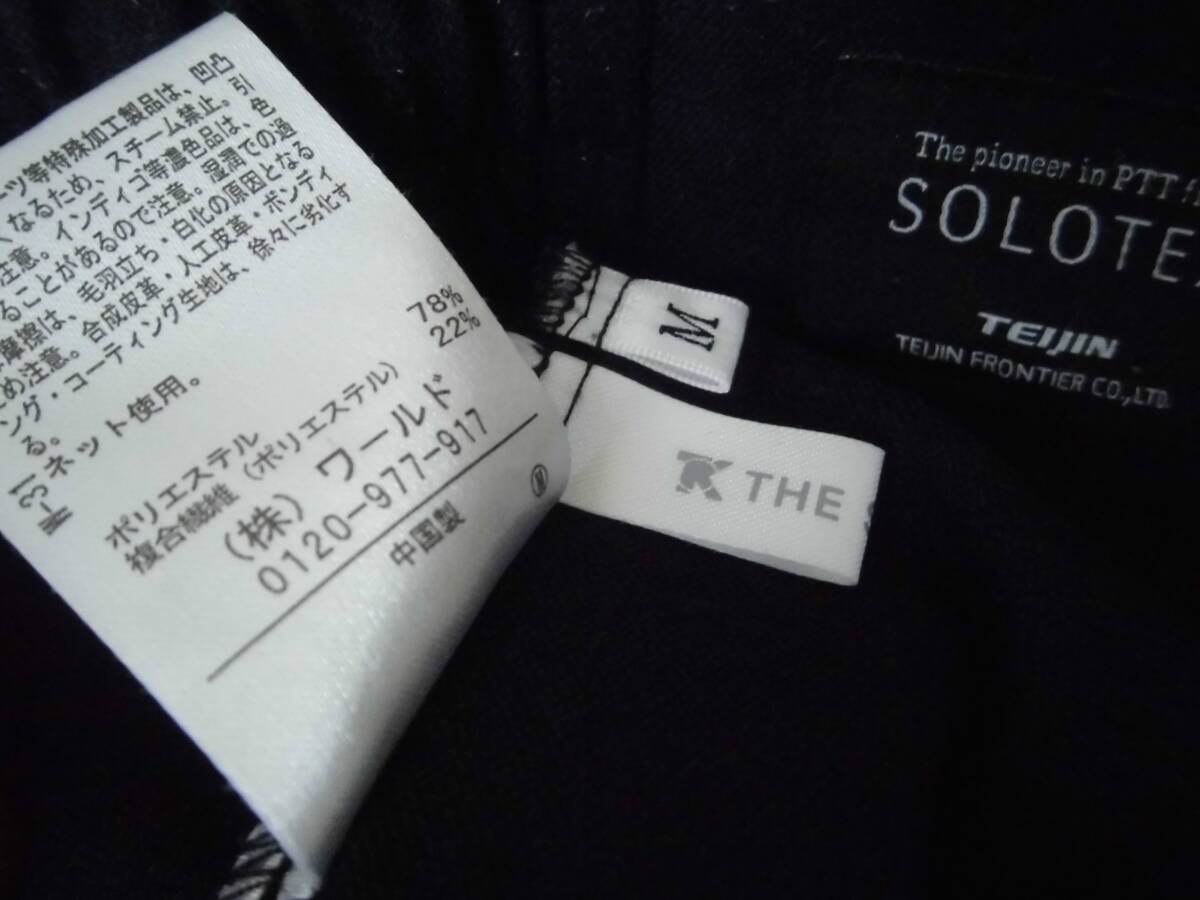 ツ等特殊加工製品は、凹凸
くなるため、スチーム禁止。引
注意。インディゴ等濃色品は、色
ることがあるので注意。湿潤での過
摩擦は、毛羽立ち・白化の原因となる
め注意。合成皮革・人工皮革・ボンディ
ング・コーティング生地は、徐々に劣化す
る。
ネット使用。
ポリエステル 78%
複合繊維(ポリエステル) 22%
(株)ワールド
0120-977-917
中国製
M
THE
The pioneer in PTT
SOLOTE
TEIJIN
TEIJIN FRONTIER CO.,LTD.